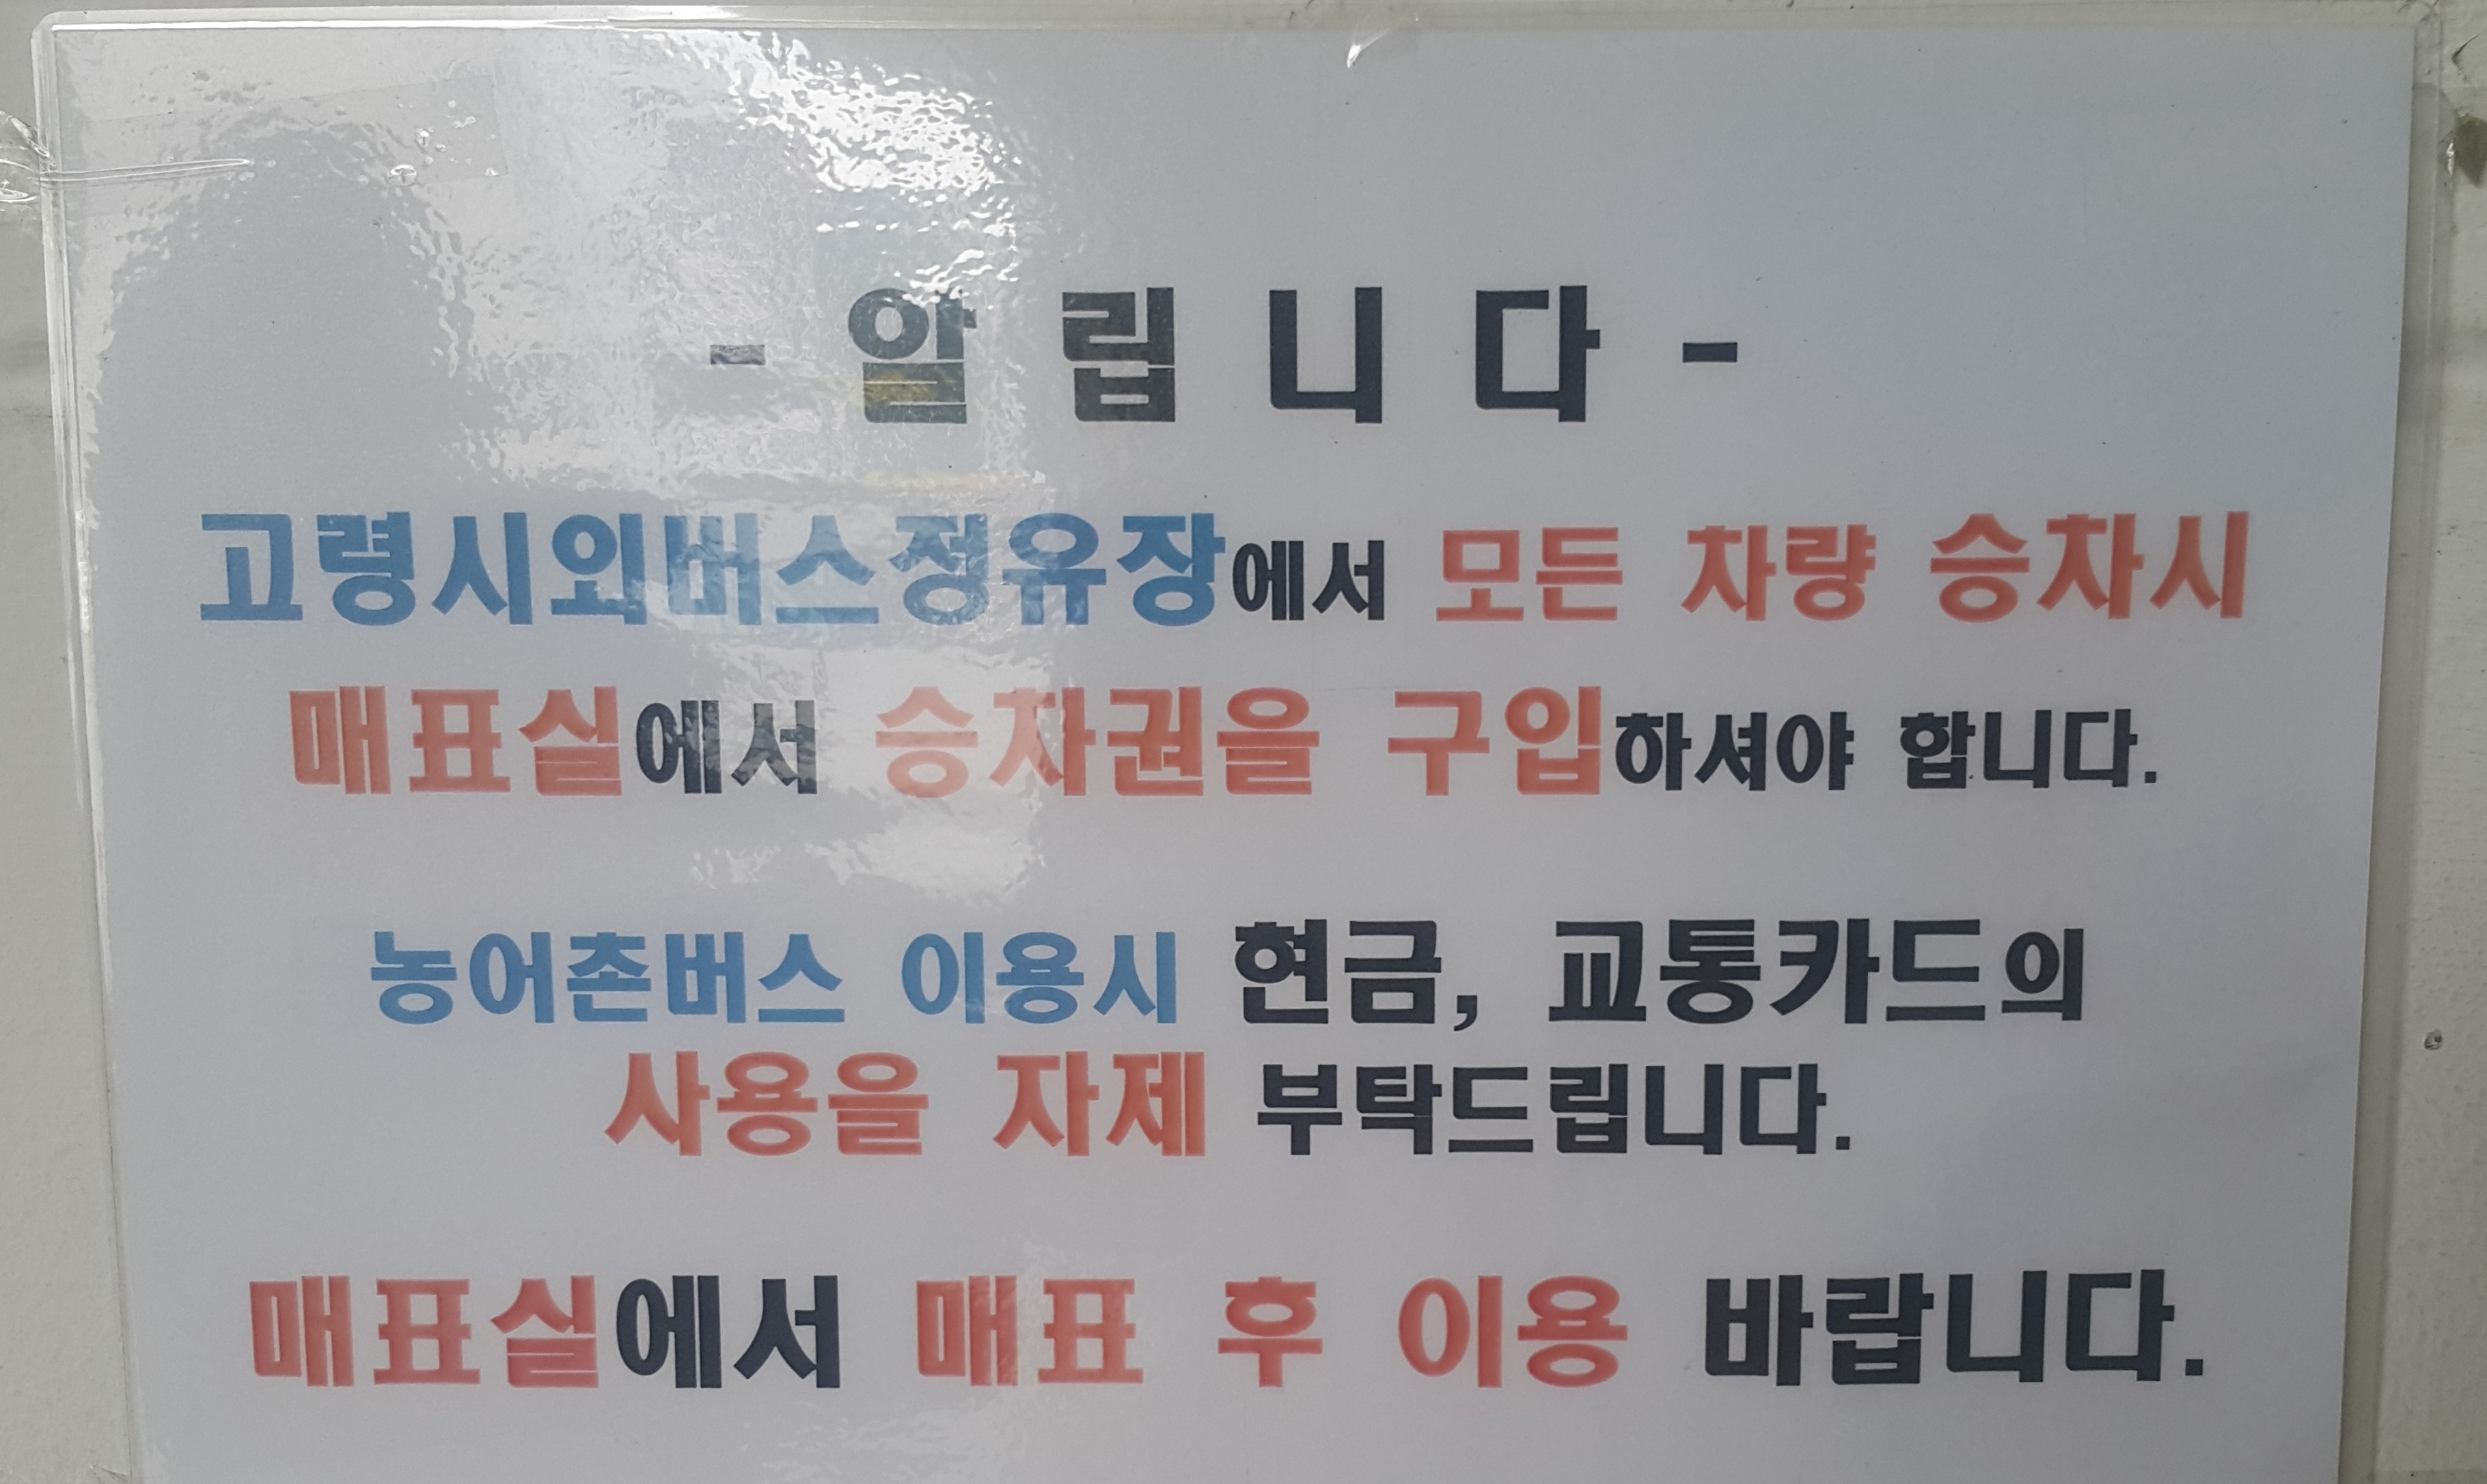 - 알 립 니 다 -
고령시외버스정유장에서 모든 차량 승차시
매표실에서 승차권을 구입하셔야 합니다.
농어촌버스 이용시 현금, 교통카드의
사용을 자제 부탁드립니다.
매표실에서 매표 후 이용 바랍니다.